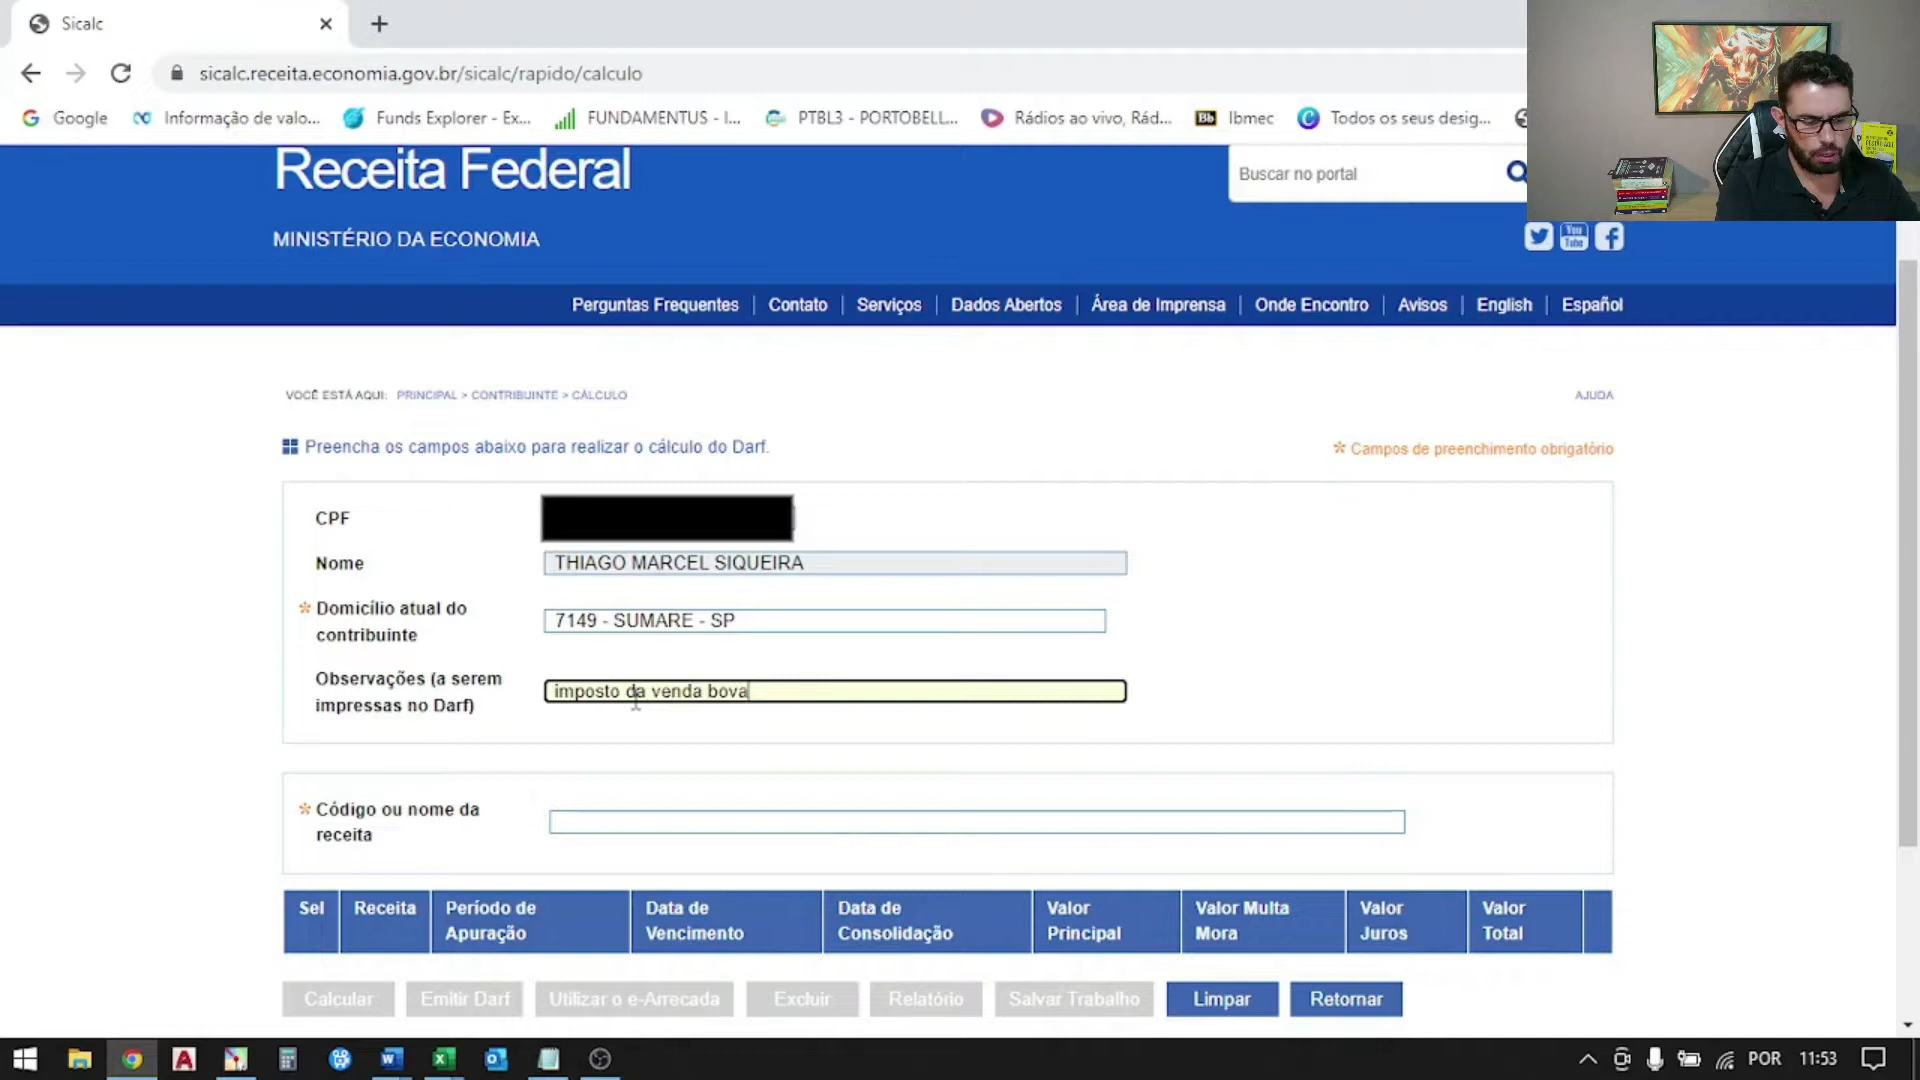 Sicalc
sicalc.receita.economia.gov.br/sicalc/rapido/calculo
Google
Informação de valo...
Funds Explorer - Ex...
FUNDAMENTUS - I...
PTBL3 - PORTOBELL...
Rádios ao vivo, Rád...
Bb Ibmec
Todos os seus desig...
Receita Federal
Buscar no portal
MINISTÉRIO DA ECONOMIA
You Tube
Perguntas Frequentes | Contato | Serviços | Dados Abertos | Área de Imprensa | Onde Encontro | Avisos | English | Español
VOCÊ ESTÁ AQUI: PRINCIPAL > CONTRIBUINTE > CÁLCULO
AJUDA
Preencha os campos abaixo para realizar o cálculo do Darf.
* Campos de preenchimento obrigatório
CPF
Nome
THIAGO MARCEL SIQUEIRA
* Domicílio atual do
contribuinte
7149 - SUMARE - SP
Observações (a serem
impressas no Darf)
imposto da venda bova
* Código ou nome da
receita
Sel
Receita
Período de
Apuração
Data de
Vencimento
Data de
Consolidação
Valor
Principal
Valor Multa
Mora
Valor
Juros
Valor
Total
Calcular
Emitir Darf
Utilizar o e-Arrecada
Excluir
Relatório
Salvar Trabalho
Limpar
Retornar
POR
11:53